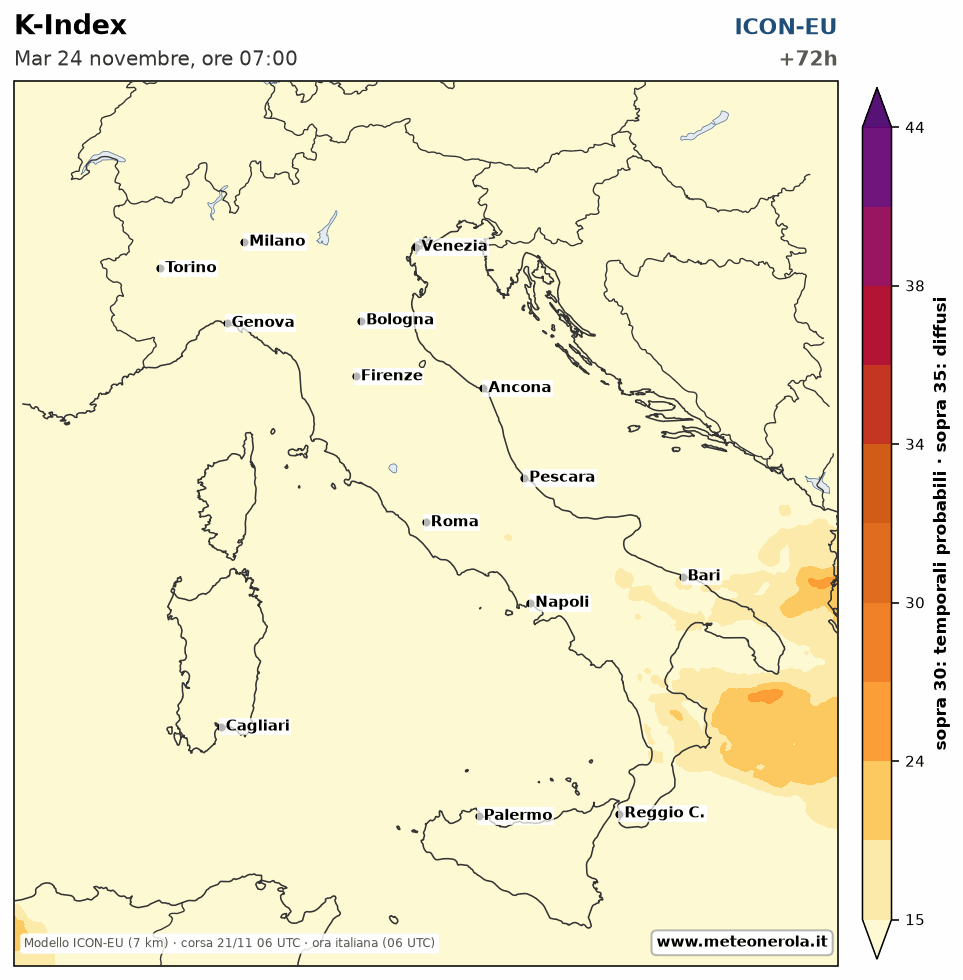 K-Index
ICON-EU
Mar 24 novembre, ore 07:00
+72h
Milano
Venezia
Torino
Genova
Bologna
Firenze
Ancona
Pescara
Roma
Bari
Napoli
Cagliari
Palermo
Reggio C.
44
38
34
30
24
15
sopra 30: temporali probabili · sopra 35: diffusi
Modello ICON-EU (7 km) · corsa 21/11 06 UTC · ora italiana (06 UTC)
www.meteonerola.it